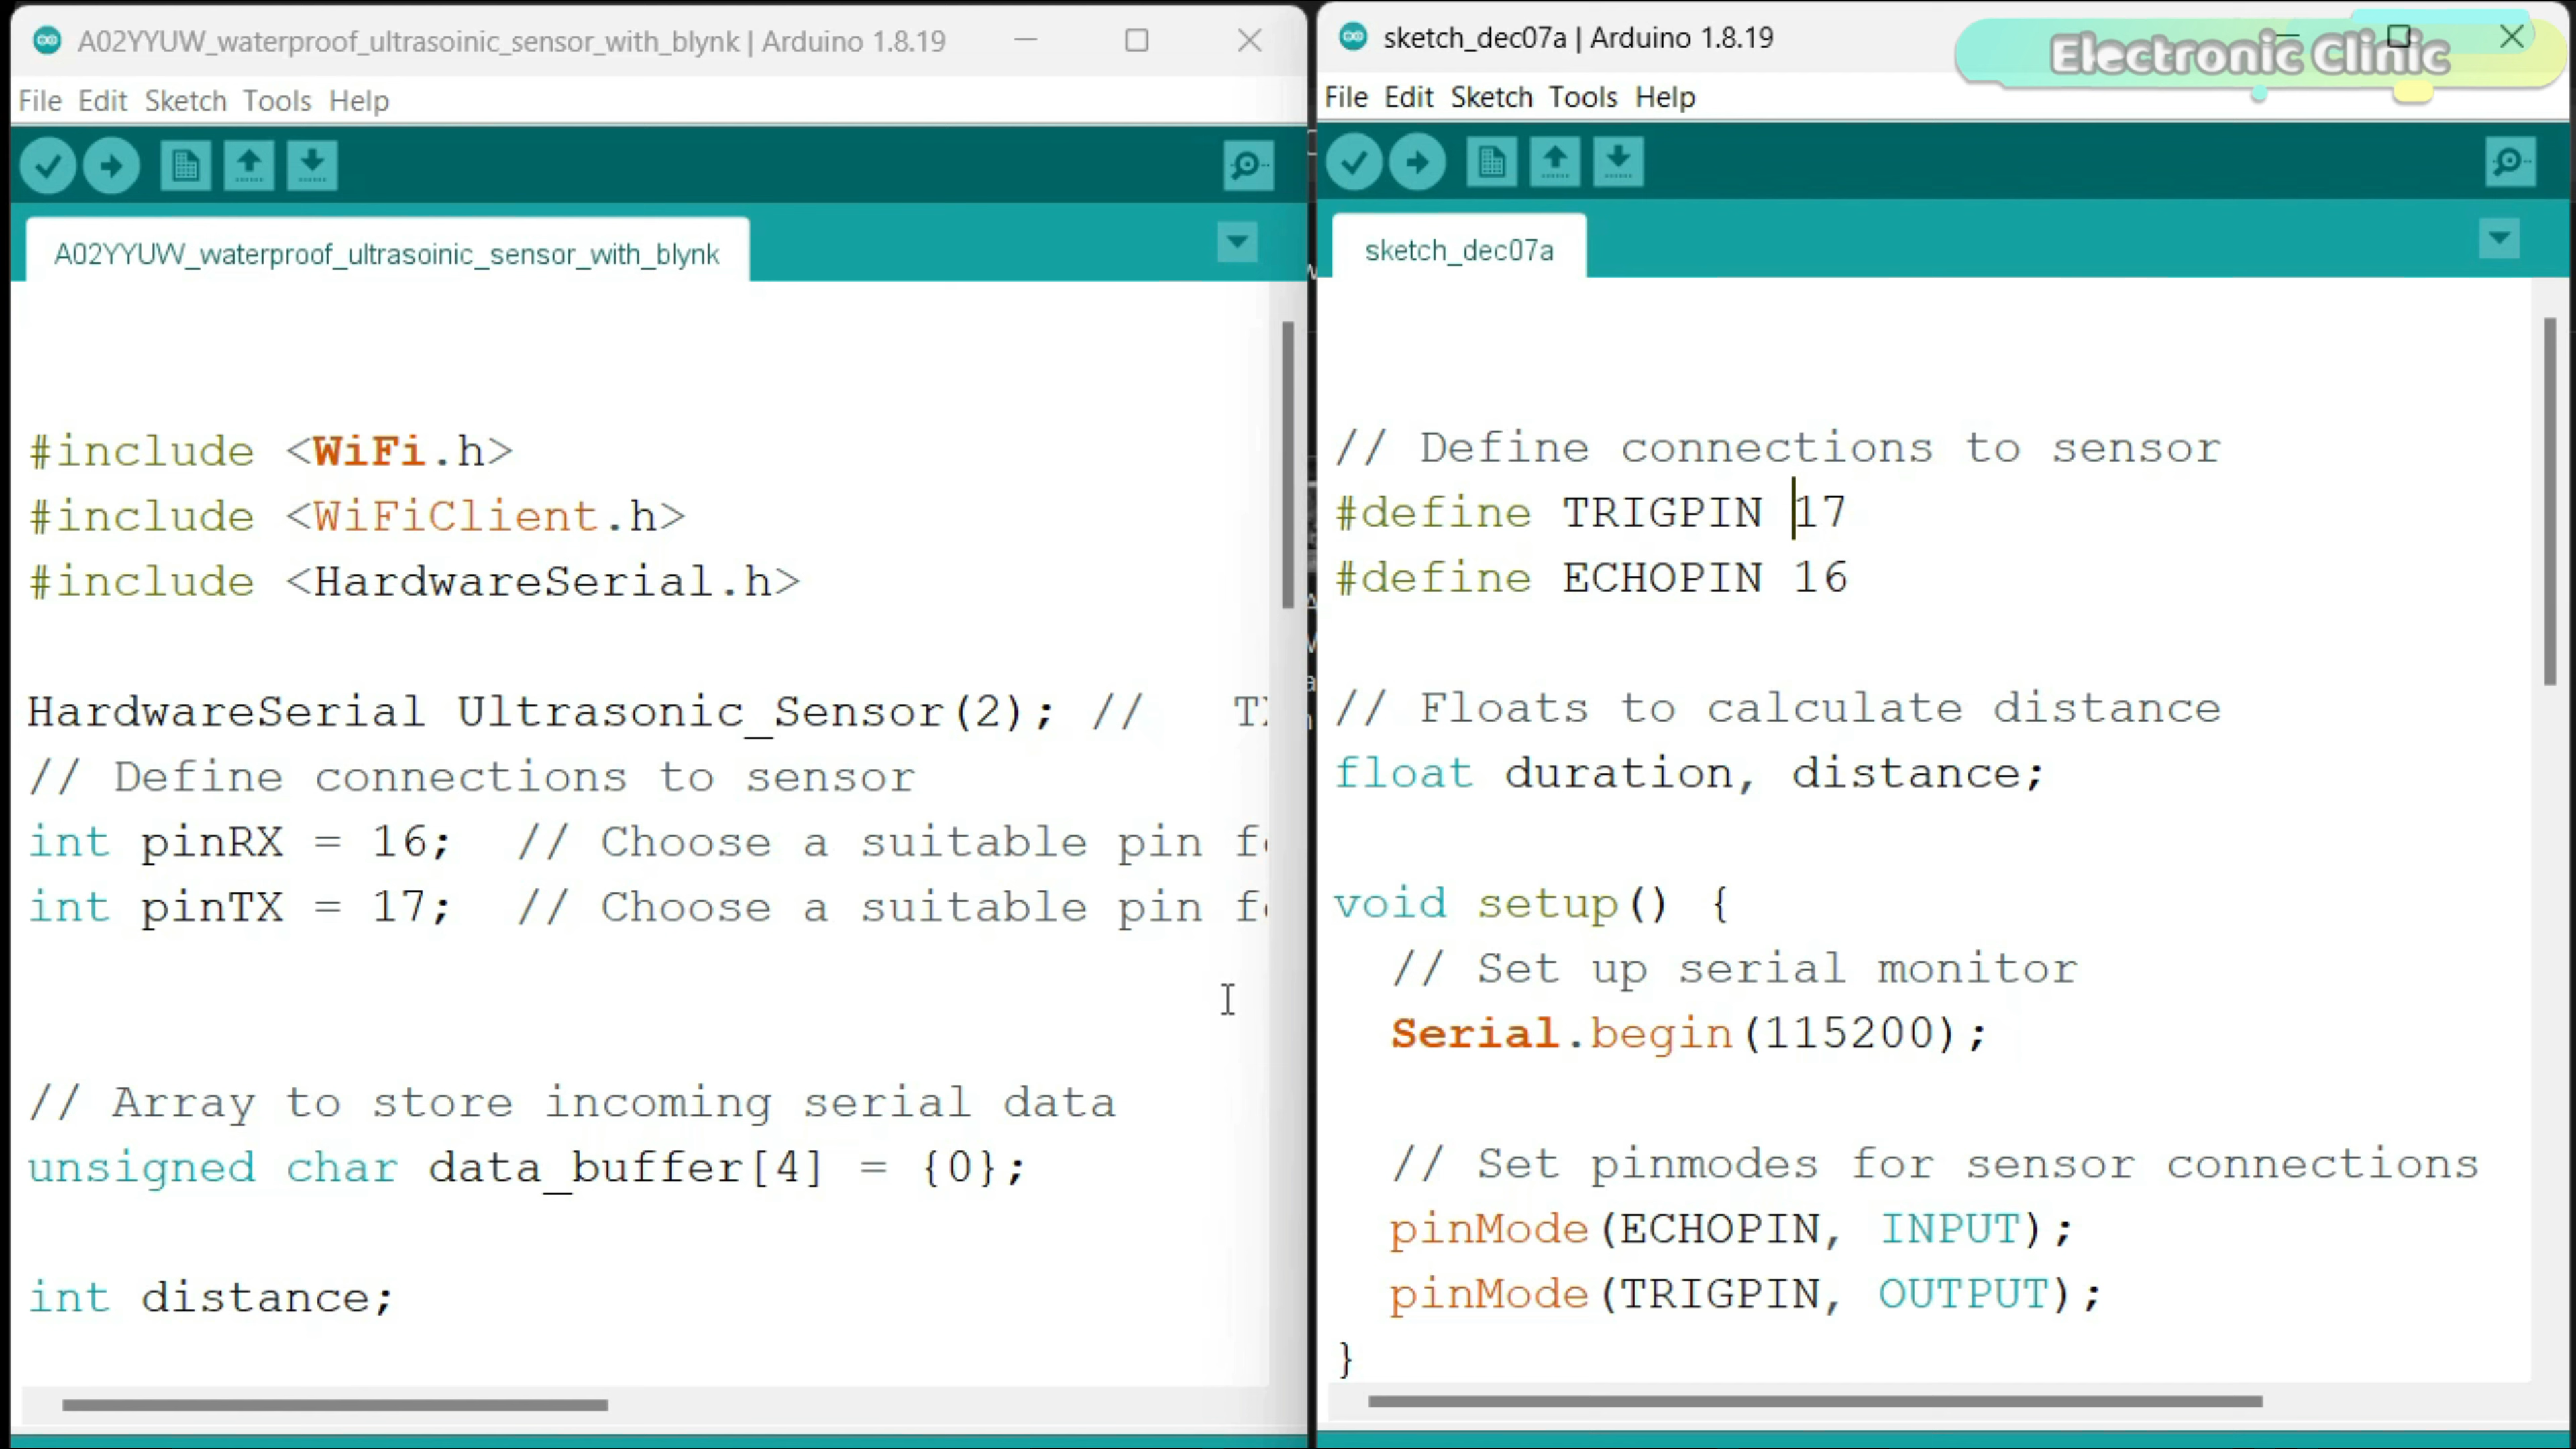 A02YYUW_waterproof_ultrasoinic_sensor_with_blynk | Arduino 1.8.19
File Edit Sketch Tools Help
A02YYUW_waterproof_ultrasoinic_sensor_with_blynk
#include <WiFi.h>
#include <WiFiClient.h>
#include <HardwareSerial.h>
HardwareSerial Ultrasonic_Sensor(2); //
// Define connections to sensor
int pinRX = 16; // Choose a suitable pin
int pinTX = 17; // Choose a suitable pin
// Array to store incoming serial data
unsigned char data_buffer[4] = {0};
int distance;
sketch_dec07a | Arduino 1.8.19
Electronic Clinic
File Edit Sketch Tools Help
sketch_dec07a
// Define connections to sensor
#define TRIGPIN 17
#define ECHOPIN 16
// Floats to calculate distance
float duration, distance;
void setup() {
// Set up serial monitor
Serial.begin(115200);
// Set pinmodes for sensor connections
pinMode(ECHOPIN, INPUT);
pinMode(TRIGPIN, OUTPUT);
}